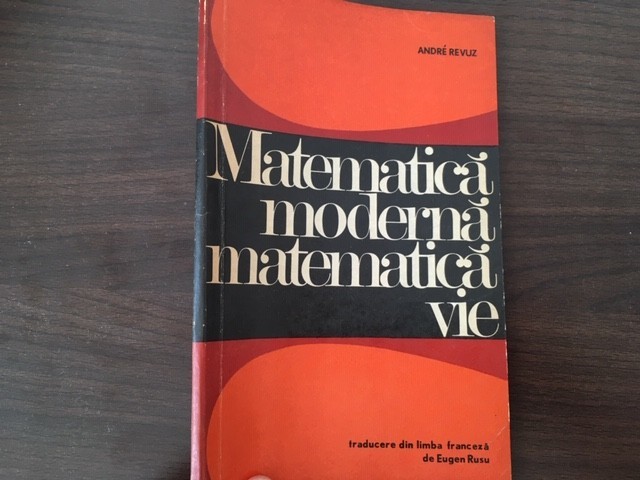 ANDRÉ REVUZ
Matematică
modernă
matematică
vie
traducere din limba franceză
de Eugen Rusu